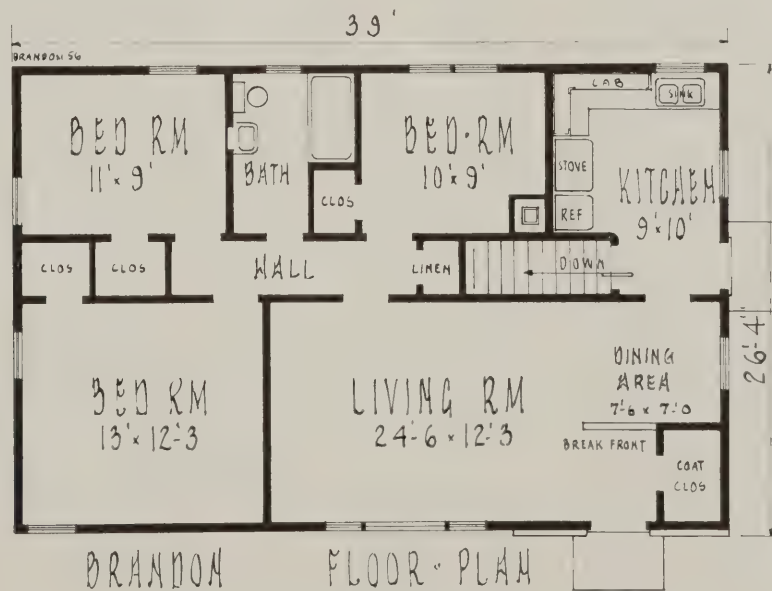 39'
BRANDON 56
CAB
SINK
BED RM
11' x 9'
BATH
BED-RM
10' x 9'
CLOS
STOVE
REF
KITCHEN
9' x 10'
CLOS
CLOS
HALL
LINEN
DOWN
26'-4'
BED RM
13' x 12'-3
LIVING RM
24'-6 x 12'-3
DINING
AREA
7'-6 x 7'-0
BREAK FRONT
COAT
CLOS
BRANDON FLOOR-PLAN